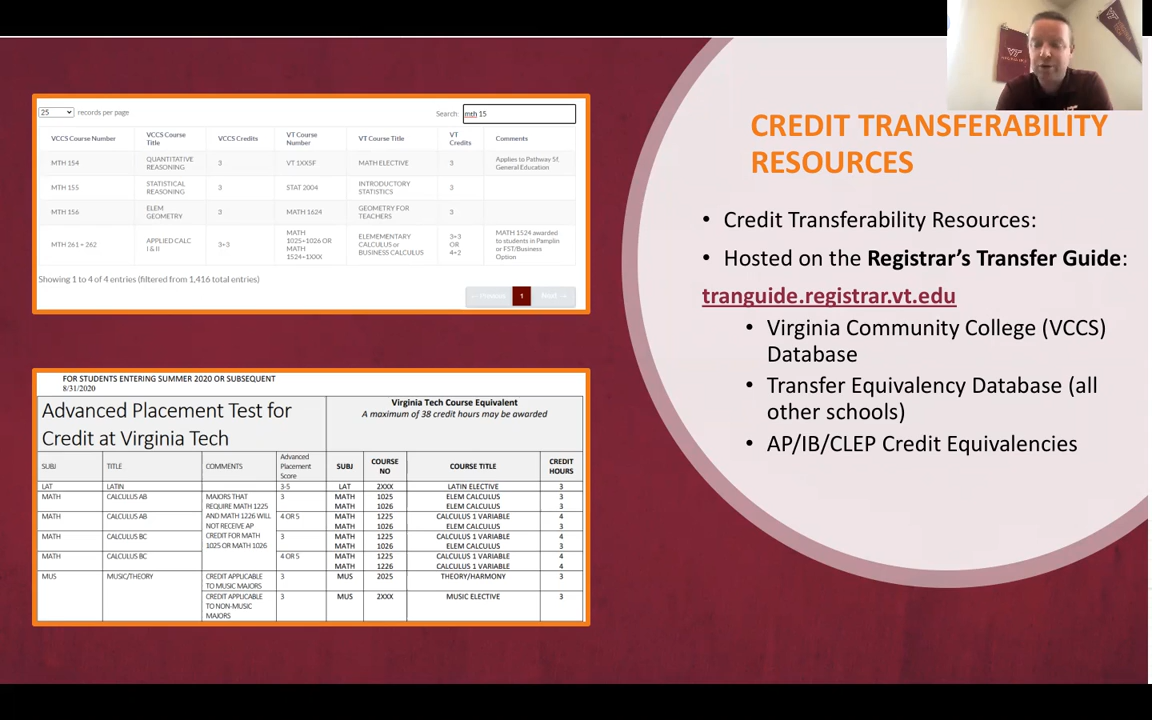 25 records per page Search: mth 15
VCCS Course Number VCCS Course Title VCCS Credits VT Course Number VT Course Title VT Credits Comments
MTH 154 QUANTITATIVE REASONING 3 VT 1XX5F MATH ELECTIVE 3 Applies to Pathway 5f, General Education
MTH 155 STATISTICAL REASONING 3 STAT 2004 INTRODUCTORY STATISTICS 3
MTH 156 ELEM GEOMETRY 3 MATH 1624 GEOMETRY FOR TEACHERS 3
MTH 261 + 262 APPLIED CALC I & II 3+3 MATH 1025+1026 OR MATH 1524+1XXX ELEMEMENTARY CALCULUS or BUSINESS CALCULUS 3+3 OR 4+2 MATH 1524 awarded to students in Pamplin or FST/Business Option
Showing 1 to 4 of 4 entries (filtered from 1,416 total entries)
← Previous 1 Next →
FOR STUDENTS ENTERING SUMMER 2020 OR SUBSEQUENT
8/31/2020
Advanced Placement Test for Credit at Virginia Tech
Virginia Tech Course Equivalent
A maximum of 38 credit hours may be awarded
SUBJ TITLE COMMENTS Advanced Placement Score SUBJ COURSE NO COURSE TITLE CREDIT HOURS
LAT LATIN 3-5 LAT 2XXX LATIN ELECTIVE 3
MATH CALCULUS AB MAJORS THAT 3 MATH 1025 ELEM CALCULUS 3
REQUIRE MATH 1225 MATH 1026 ELEM CALCULUS 3
MATH CALCULUS AB AND MATH 1226 WILL 4 OR 5 MATH 1225 CALCULUS 1 VARIABLE 4
NOT RECEIVE AP MATH 1026 ELEM CALCULUS 3
MATH CALCULUS BC CREDIT FOR MATH 3 MATH 1225 CALCULUS 1 VARIABLE 4
1025 OR MATH 1026 MATH 1026 ELEM CALCULUS 3
MATH CALCULUS BC 4 OR 5 MATH 1225 CALCULUS 1 VARIABLE 4
MATH 1226 CALCULUS 1 VARIABLE 4
MUS MUSIC/THEORY CREDIT APPLICABLE TO MUSIC MAJORS 3 MUS 2025 THEORY/HARMONY 3
CREDIT APPLICABLE TO NON-MUSIC MAJORS 3 MUS 2XXX MUSIC ELECTIVE 3
VT
CREDIT TRANSFERABILITY
RESOURCES
• Credit Transferability Resources:
• Hosted on the Registrar’s Transfer Guide:
tranguide.registrar.vt.edu
• Virginia Community College (VCCS)
Database
• Transfer Equivalency Database (all
other schools)
• AP/IB/CLEP Credit Equivalencies